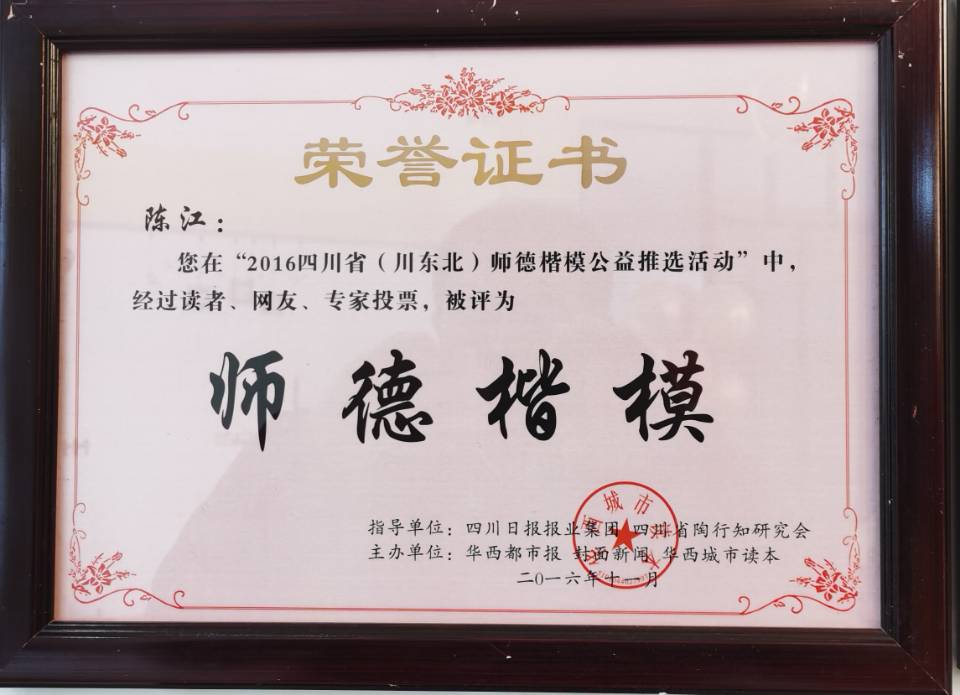 荣誉证书
陈江：
您在“2016四川省（川东北）师德楷模公益推选活动”中，
经过读者、网友、专家投票，被评为
师德楷模
指导单位：四川日报报业集团 四川省陶行知研究会
主办单位：华西都市报 封面新闻 华西城市读本
二〇一六年十一月